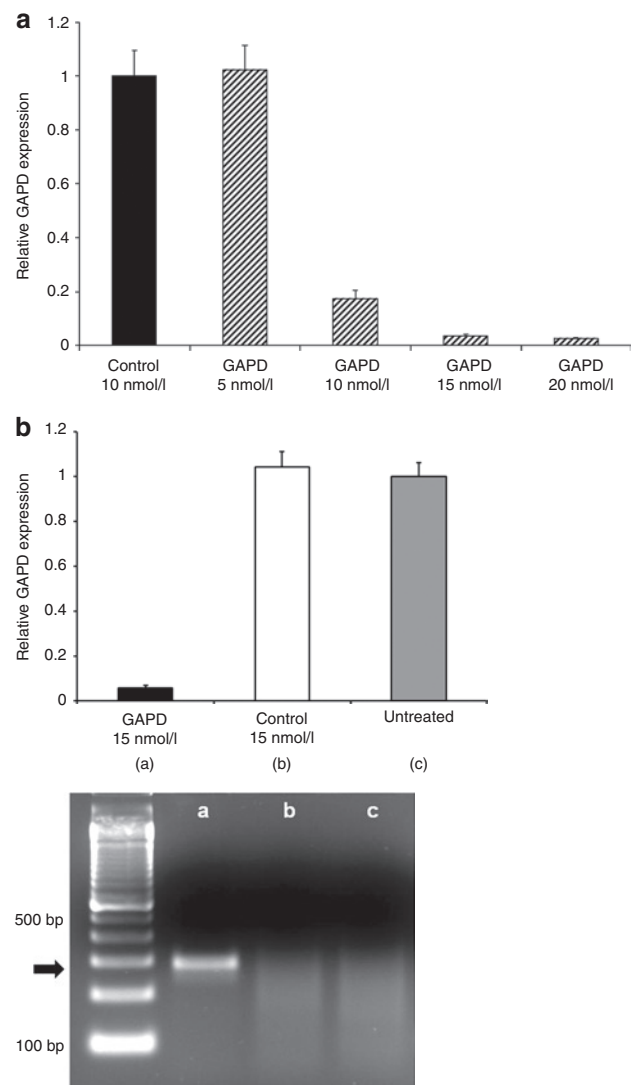 a
1.2
1
0.8
0.6
0.4
0.2
0
Relative GAPD expression
Control
10 nmol/l
GAPD
5 nmol/l
GAPD
10 nmol/l
GAPD
15 nmol/l
GAPD
20 nmol/l
b
1.2
1
0.8
0.6
0.4
0.2
0
Relative GAPD expression
GAPD
15 nmol/l
Control
15 nmol/l
Untreated
(a)
(b)
(c)
a b c
500 bp
100 bp